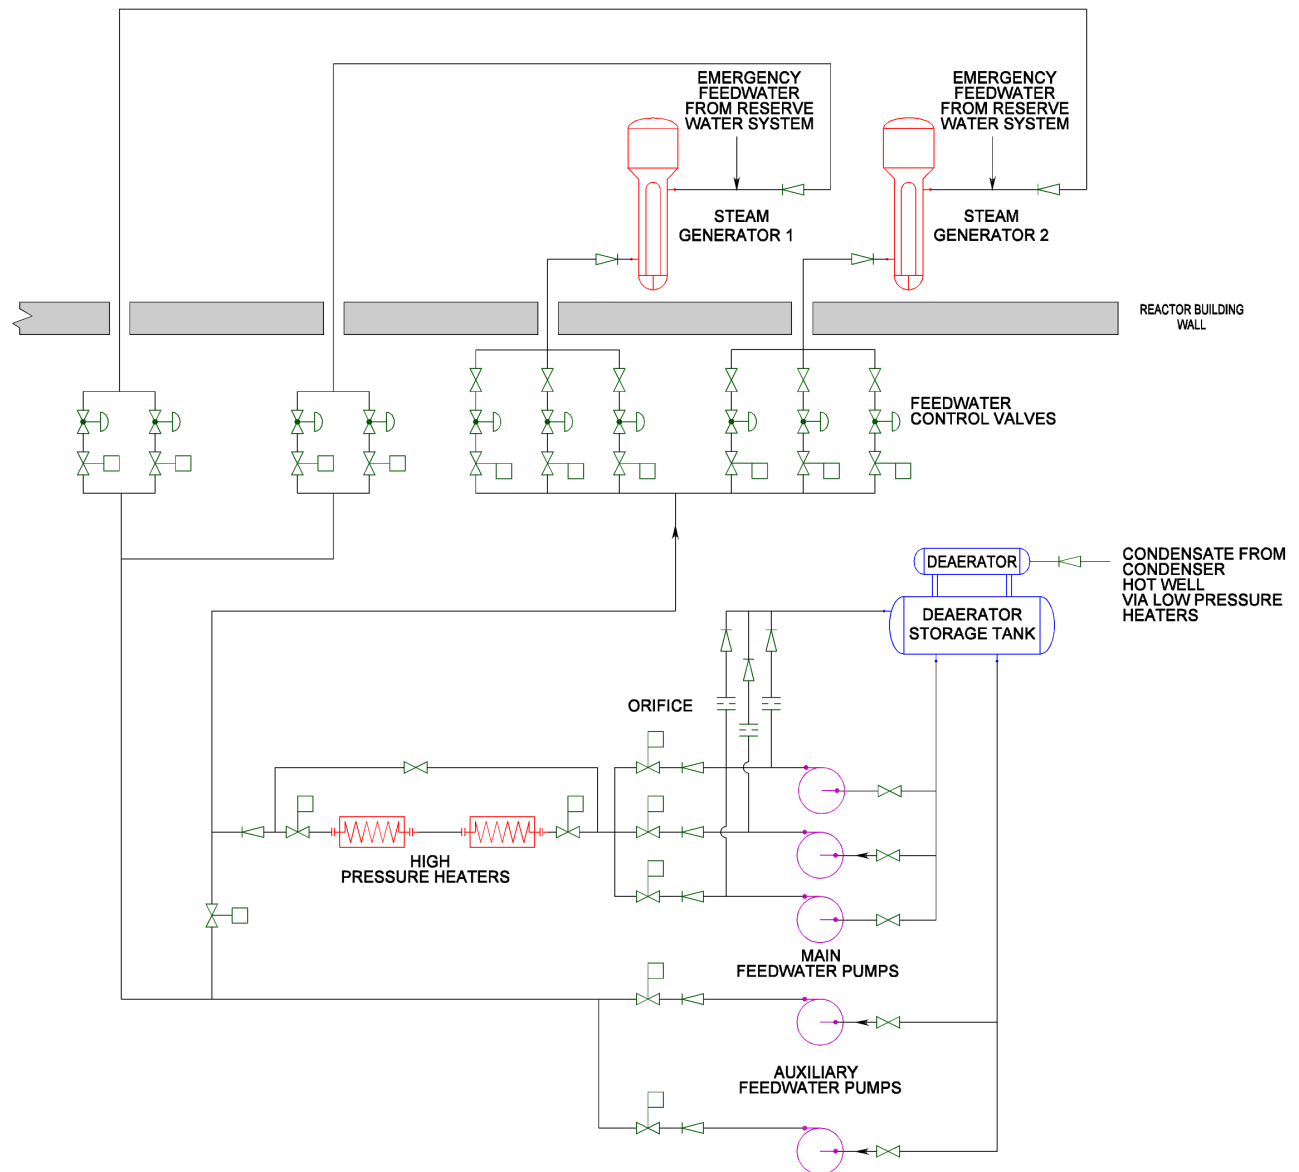 EMERGENCY
FEEDWATER
FROM RESERVE
WATER SYSTEM
EMERGENCY
FEEDWATER
FROM RESERVE
WATER SYSTEM
STEAM
GENERATOR 1
STEAM
GENERATOR 2
REACTOR BUILDING
WALL
FEEDWATER
CONTROL VALVES
DEAERATOR
CONDENSATE FROM
CONDENSER
HOT WELL
VIA LOW PRESSURE
HEATERS
DEAERATOR
STORAGE TANK
ORIFICE
HIGH
PRESSURE HEATERS
MAIN
FEEDWATER PUMPS
AUXILIARY
FEEDWATER PUMPS